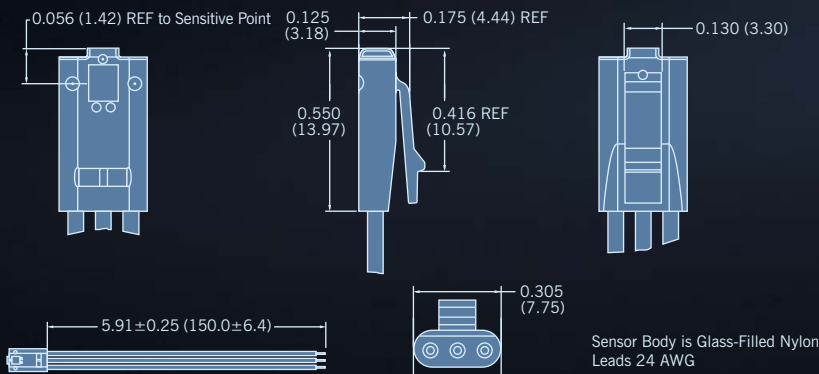 0.056 (1.42) REF to Sensitive Point
0.125
(3.18)
0.175 (4.44) REF
0.130 (3.30)
0.550
(13.97)
0.416 REF
(10.57)
5.91±0.25 (150.0±6.4)
0.305
(7.75)
Sensor Body is Glass-Filled Nylon
Leads 24 AWG